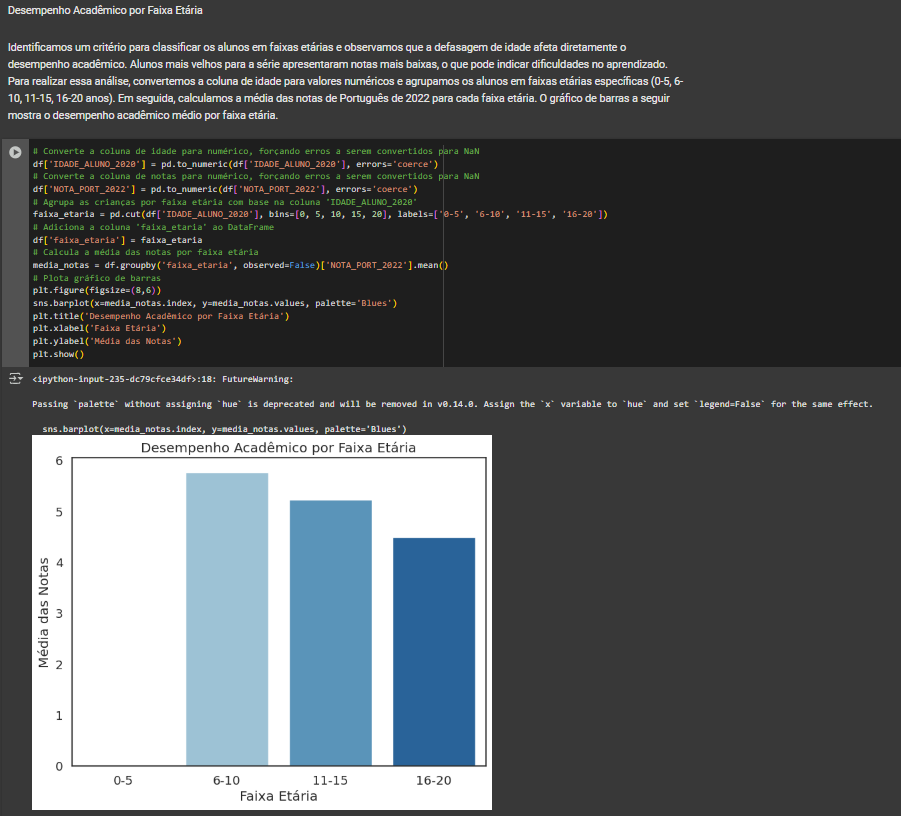 Desempenho Acadêmico por Faixa Etária
Identificamos um critério para classificar os alunos em faixas etárias e observamos que a defasagem de idade afeta diretamente o
desempenho acadêmico. Alunos mais velhos para a série apresentaram notas mais baixas, o que pode indicar dificuldades no aprendizado.
Para realizar essa análise, convertemos a coluna de idade para valores numéricos e agrupamos os alunos em faixas etárias específicas (0-5, 6-
10, 11-15, 16-20 anos). Em seguida, calculamos a média das notas de Português de 2022 para cada faixa etária. O gráfico de barras a seguir
mostra o desempenho acadêmico médio por faixa etária.
# Converte a coluna de idade para numérico, forçando erros a serem convertidos para NaN
df['IDADE_ALUNO_2020'] = pd.to_numeric(df['IDADE_ALUNO_2020'], errors='coerce')
# Converte a coluna de notas para numérico, forçando erros a serem convertidos para NaN
df['NOTA_PORT_2022'] = pd.to_numeric(df['NOTA_PORT_2022'], errors='coerce')
# Agrupa as crianças por faixa etária com base na coluna 'IDADE_ALUNO_2020'
faixa_etaria = pd.cut(df['IDADE_ALUNO_2020'], bins=[0, 5, 10, 15, 20], labels=['0-5', '6-10', '11-15', '16-20'])
# Adiciona a coluna 'faixa_etaria' ao DataFrame
df['faixa_etaria'] = faixa_etaria
# Calcula a média das notas por faixa etária
media_notas = df.groupby('faixa_etaria', observed=False)['NOTA_PORT_2022'].mean()
# Plota gráfico de barras
plt.figure(figsize=(8,6))
sns.barplot(x=media_notas.index, y=media_notas.values, palette='Blues')
plt.title('Desempenho Acadêmico por Faixa Etária')
plt.xlabel('Faixa Etária')
plt.ylabel('Média das Notas')
plt.show()
<ipython-input-235-dc79cfce34df>:18: FutureWarning:
Passing `palette` without assigning `hue` is deprecated and will be removed in v0.14.0. Assign the `x` variable to `hue` and set `legend=False` for the same effect.
sns.barplot(x=media_notas.index, y=media_notas.values, palette='Blues')
Desempenho Acadêmico por Faixa Etária
6
5
4
3
2
1
0
Média das Notas
0-5 6-10 11-15 16-20
Faixa Etária